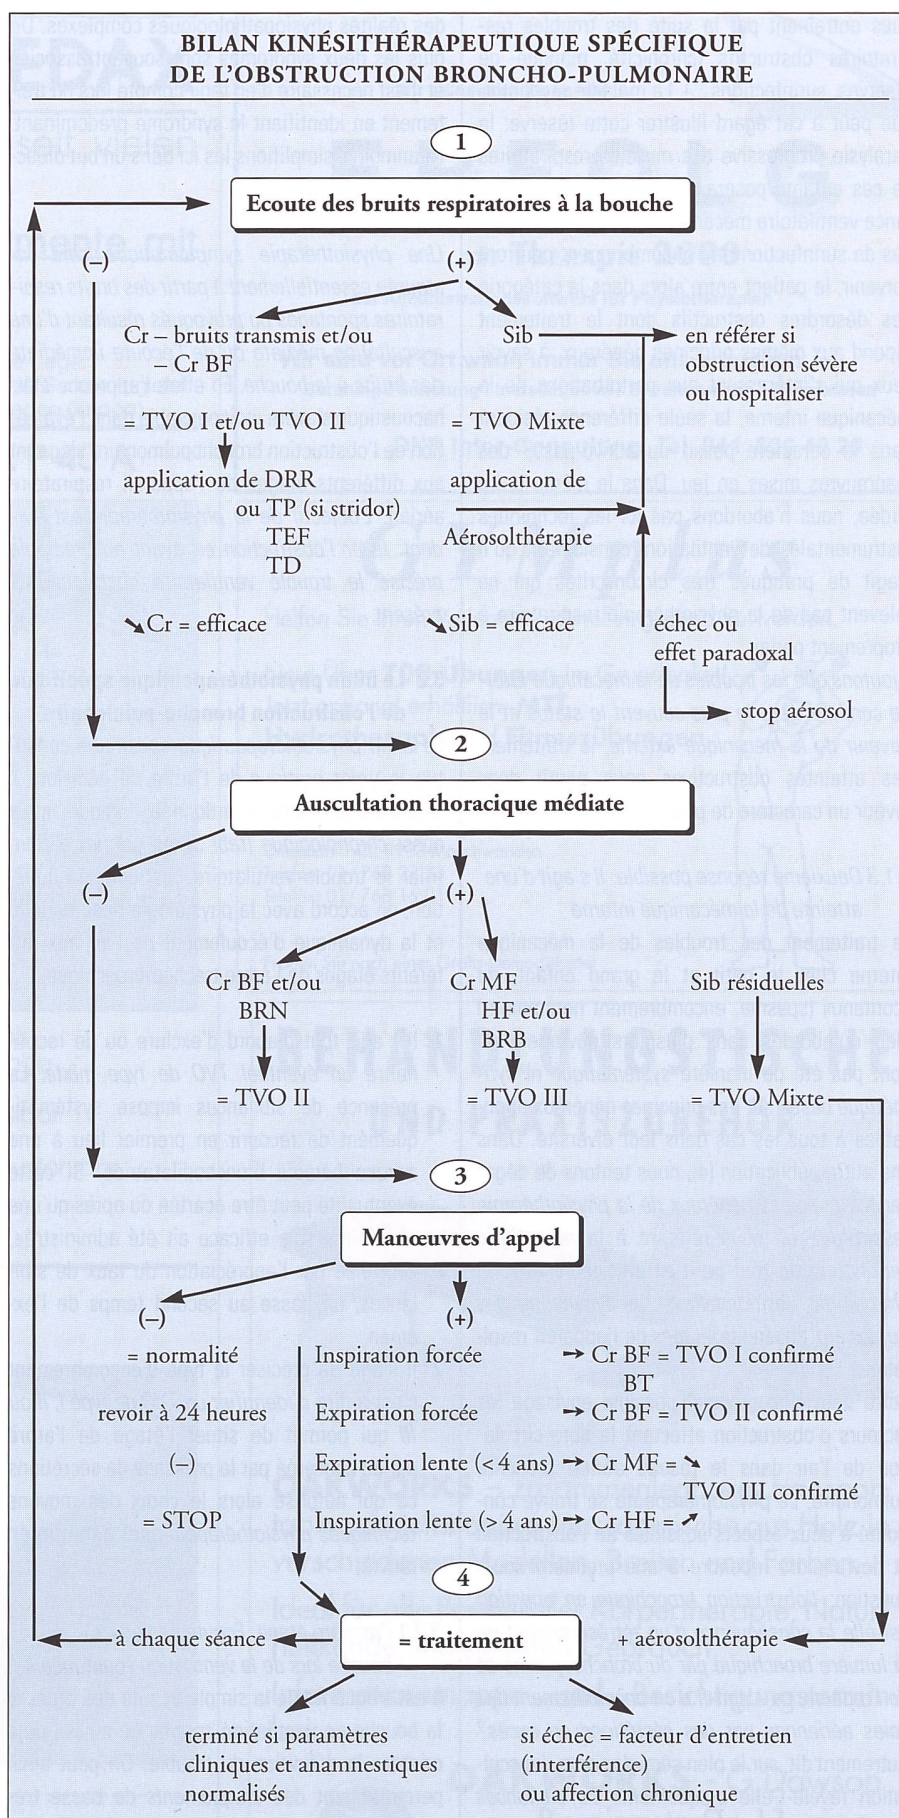 BILAN KINÉSITHÉRAPEUTIQUE SPÉCIFIQUE
DE L'OBSTRUCTION BRONCHO-PULMONAIRE
1
Ecoute des bruits respiratoires à la bouche
(–)
(+)
Cr – bruits transmis et/ou
– Cr BF
= TVO I et/ou TVO II
application de DRR
ou TP (si stridor)
TEF
TD
↘Cr = efficace
Sib
= TVO Mixte
application de
Aérosolthérapie
↘Sib = efficace
en référer si
obstruction sévère
ou hospitaliser
échec ou
effet paradoxal
stop aérosol
2
Auscultation thoracique médiate
(–)
(+)
Cr BF et/ou
BRN
= TVO II
Cr MF
HF et/ou
BRB
= TVO III
Sib résiduelles
= TVO Mixte
3
Manœuvres d'appel
(–)
= normalité
revoir à 24 heures
(–)
= STOP
(+)
Inspiration forcée → Cr BF = TVO I confirmé
BT
Expiration forcée → Cr BF = TVO II confirmé
Expiration lente (< 4 ans) → Cr MF = ↘
TVO III confirmé
Inspiration lente (> 4 ans) → Cr HF = ↗
4
à chaque séance
= traitement
+ aérosolthérapie
terminé si paramètres
cliniques et anamnestiques
normalisés
si échec = facteur d'entretien
(interférence)
ou affection chronique